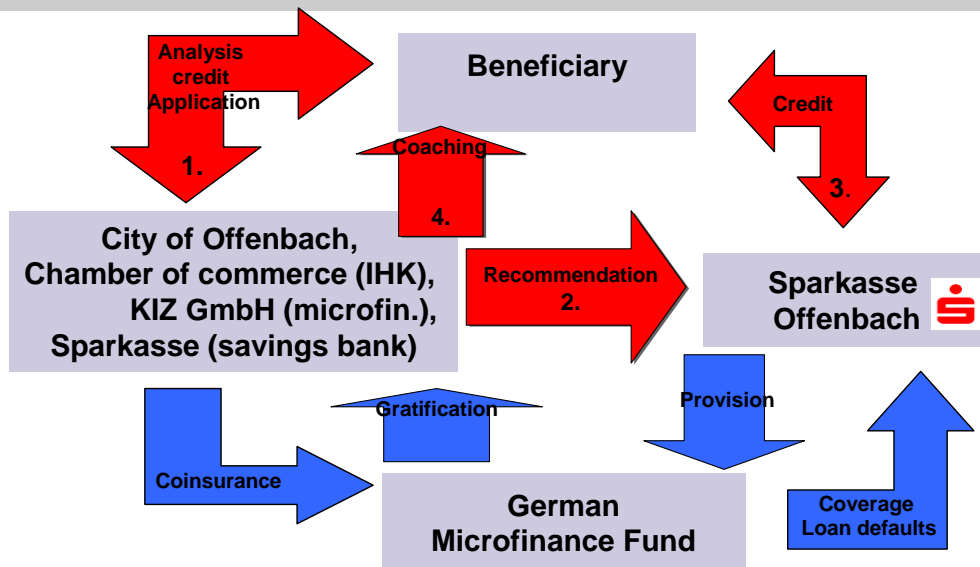 Analysis
credit
Application
1.
Beneficiary
Credit
3.
Coaching
4.
City of Offenbach,
Chamber of commerce (IHK),
KIZ GmbH (microfin.),
Sparkasse (savings bank)
Recommendation
2.
Sparkasse
Offenbach
Gratification
Provision
Coinsurance
German
Microfinance Fund
Coverage
Loan defaults